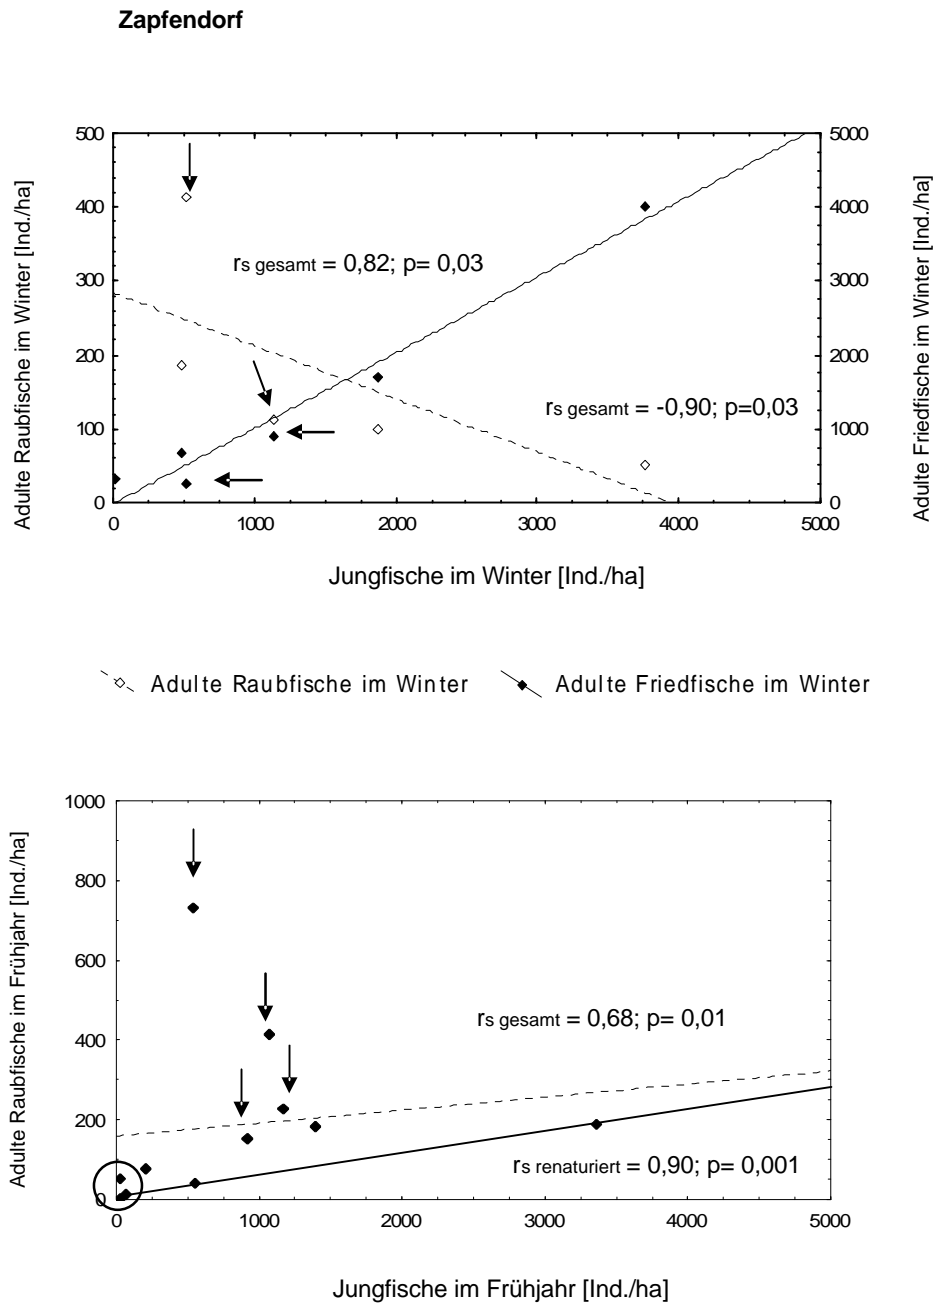 Zapfendorf
500
400
300
200
100
0
5000
4000
3000
2000
1000
0
Adulte Raubfische im Winter [Ind./ha]
Adulte Friedfische im Winter [Ind./ha]
rs gesamt = 0,82; p= 0,03
rs gesamt = -0,90; p=0,03
0 1000 2000 3000 4000 5000
Jungfische im Winter [Ind./ha]
Adulte Raubfische im Winter Adulte Friedfische im Winter
1000
800
600
400
200
0
Adulte Raubfische im Frühjahr [Ind./ha]
rs gesamt = 0,68; p= 0,01
rs renaturiert = 0,90; p= 0,001
0 1000 2000 3000 4000 5000
Jungfische im Frühjahr [Ind./ha]